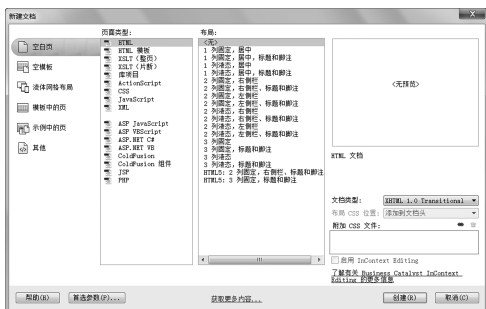 新建文档
空白页
空模板
流体网格布局
模板中的页
示例中的页
其他
页面类型:
HTML
HTML 模板
XSLT (整页)
XSLT (片断)
库项目
ActionScript
CSS
JavaScript
XML
ASP JavaScript
ASP VBScript
ASP.NET C#
ASP.NET VB
ColdFusion
ColdFusion 组件
JSP
PHP
布局:
<无>
1 列固定,居中
1 列固定,居中,标题和脚注
1 列液态,居中
1 列液态,居中,标题和脚注
2 列固定,右侧栏
2 列固定,右侧栏、标题和脚注
2 列固定,左侧栏
2 列固定,左侧栏、标题和脚注
2 列液态,右侧栏
2 列液态,右侧栏、标题和脚注
2 列液态,左侧栏
2 列液态,左侧栏、标题和脚注
3 列固定
3 列固定,标题和脚注
3 列液态
3 列液态,标题和脚注
HTML5: 2 列固定,右侧栏、标题和脚注
HTML5: 3 列固定,标题和脚注
<无预览>
HTML 文档
文档类型: XHTML 1.0 Transitional
布局 CSS 位置: 添加到文档头
附加 CSS 文件:
启用 InContext Editing
了解有关 Business Catalyst InContext
Editing 的更多信息
帮助(H) 首选参数(P)... 获取更多内容... 创建(R) 取消(C)